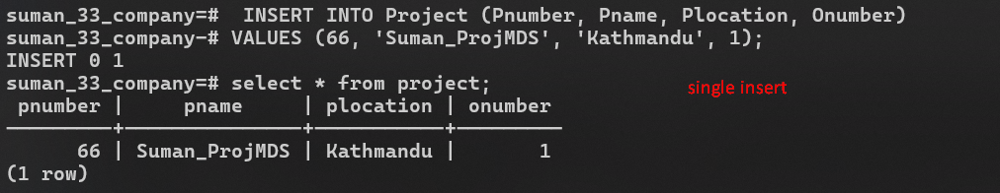 suman_33_company=#  INSERT INTO Project (Pnumber, Pname, Plocation, Onumber)
suman_33_company-# VALUES (66, 'Suman_ProjMDS', 'Kathmandu', 1);
INSERT 0 1
suman_33_company=# select * from project;
single insert
 pnumber |     pname     | plocation | onumber
---------+---------------+-----------+---------
      66 | Suman_ProjMDS | Kathmandu |       1
(1 row)